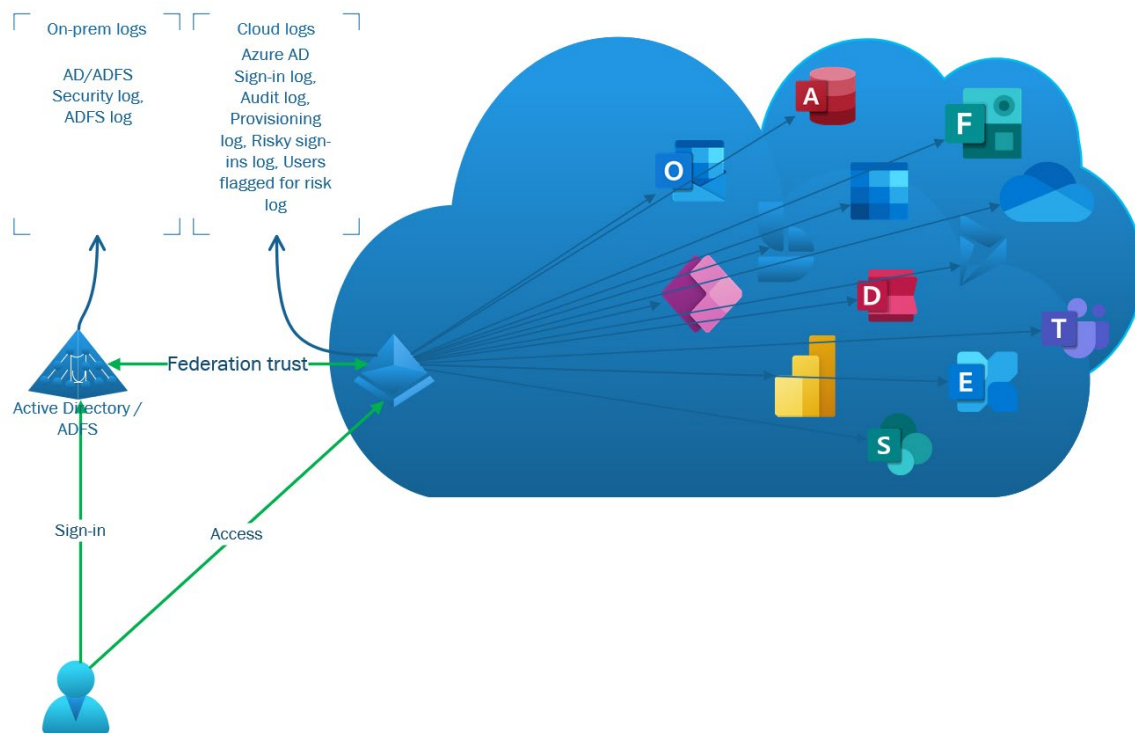 On-prem logs
AD/ADFS
Security log,
ADFS log
Cloud logs
Azure AD
Sign-in log,
Audit log,
Provisioning
log, Risky sign-
ins log, Users
flagged for risk
log
A
F
O
D
T
E
S
Federation trust
Active Directory /
ADFS
Sign-in
Access